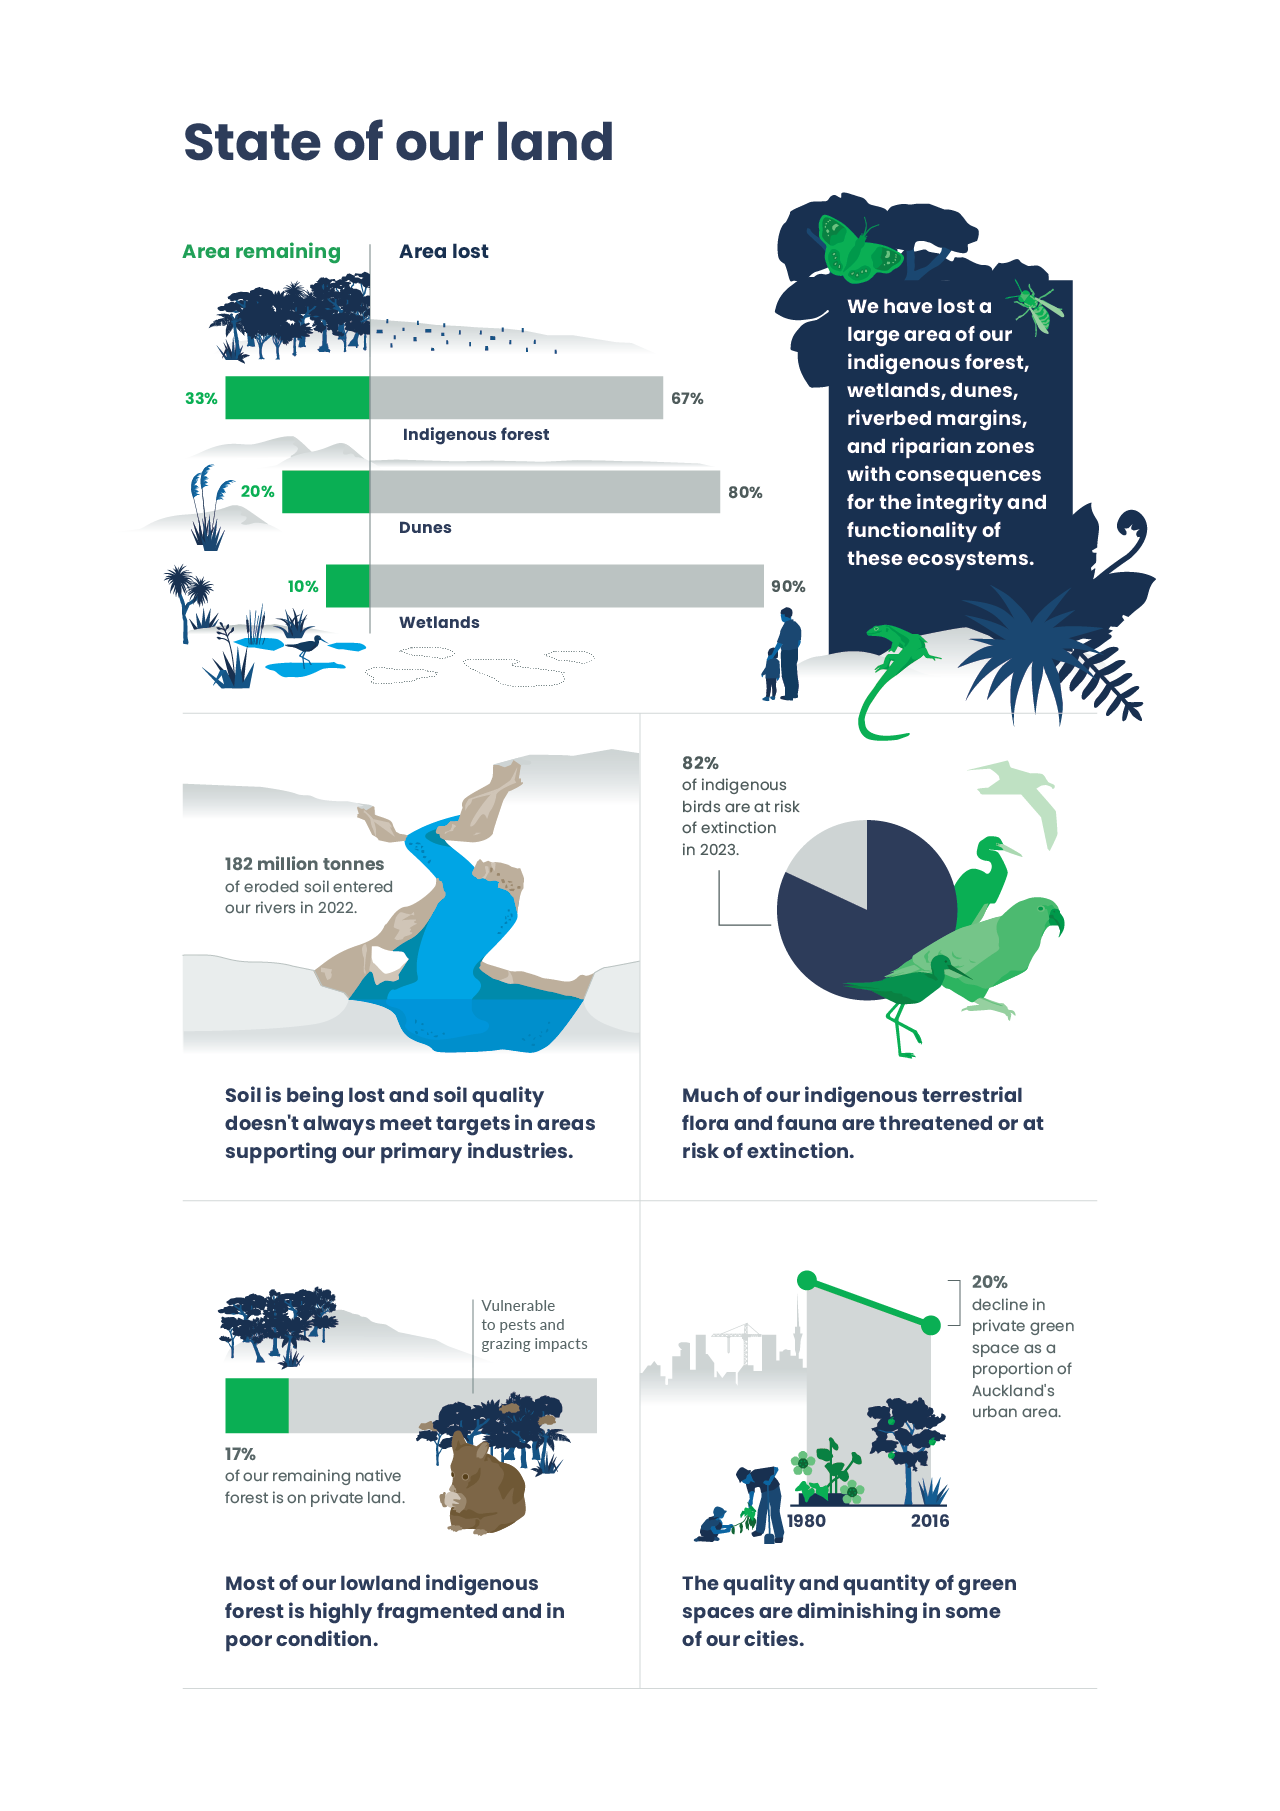 State of our land
Area remaining
Area lost
33%
67%
Indigenous forest
20%
80%
Dunes
10%
90%
Wetlands
We have lost a
large area of our
indigenous forest,
wetlands, dunes,
riverbed margins,
and riparian zones
with consequences
for the integrity and
functionality of
these ecosystems.
182 million tonnes
of eroded soil entered
our rivers in 2022.
Soil is being lost and soil quality
doesn't always meet targets in areas
supporting our primary industries.
82%
of indigenous
birds are at risk
of extinction
in 2023.
Much of our indigenous terrestrial
flora and fauna are threatened or at
risk of extinction.
Vulnerable
to pests and
grazing impacts
17%
of our remaining native
forest is on private land.
Most of our lowland indigenous
forest is highly fragmented and in
poor condition.
20%
decline in
private green
space as a
proportion of
Auckland's
urban area.
1980
2016
The quality and quantity of green
spaces are diminishing in some
of our cities.